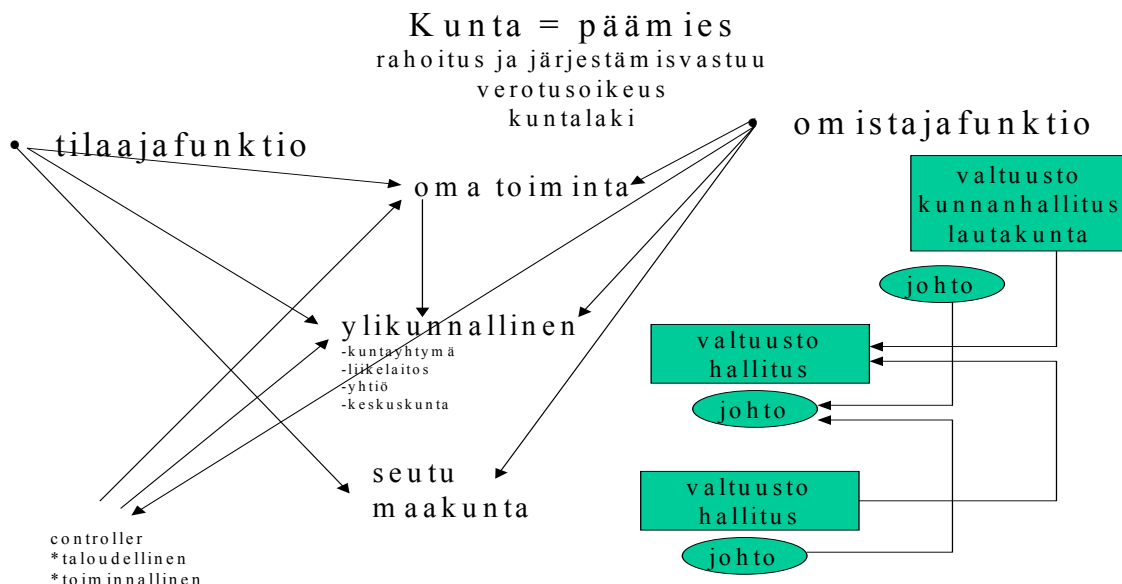 Kunta = päämies
rahoitus ja järjestämisvastuu
verotusoikeus
kuntalaki
tilaajafunktio
omistajafunktio
oma toiminta
valtuusto
kunnanhallitus
lautakunta
johto
ylikunnallinen
-kuntayhtymä
-liikelaitos
-yhtiö
-keskuskunta
valtuusto
hallitus
johto
seutu
maakunta
valtuusto
hallitus
johto
controller
*taloudellinen
*toiminnallinen